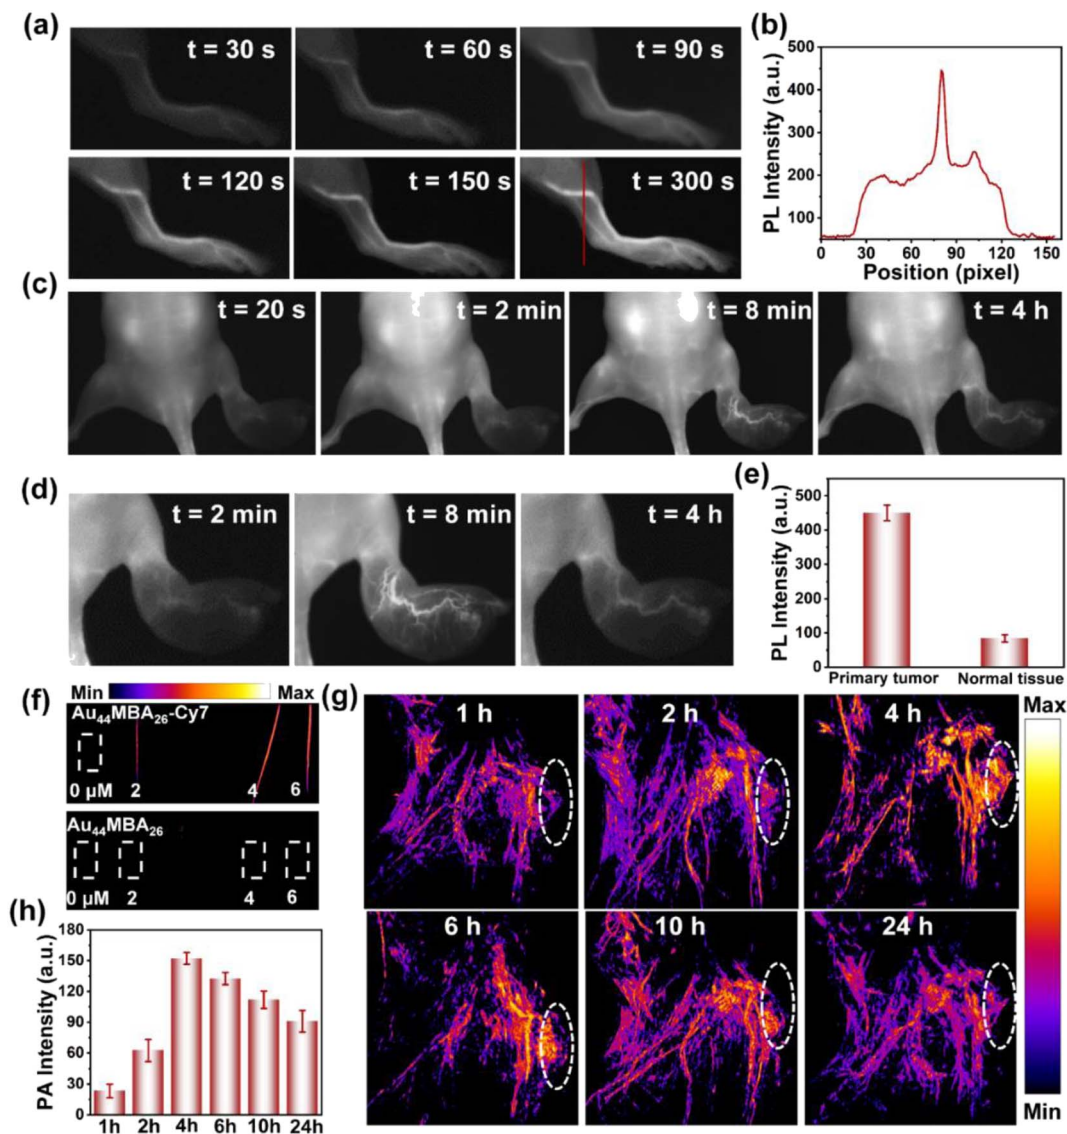 (a)
t = 30 s
t = 60 s
t = 90 s
t = 120 s
t = 150 s
t = 300 s
(b)
PL Intensity (a.u.)
500
400
300
200
100
0 30 60 90 120 150
Position (pixel)
(c)
t = 20 s
t = 2 min
t = 8 min
t = 4 h
(d)
t = 2 min
t = 8 min
t = 4 h
(e)
PL Intensity (a.u.)
500
400
300
200
100
0
Primary tumor Normal tissue
(f)
Min Max
Au₄₄MBA₂₆-Cy7
0 μM 2 4 6
Au₄₄MBA₂₆
0 μM 2 4 6
(g)
1 h
2 h
4 h
6 h
10 h
24 h
Max
Min
(h)
PA Intensity (a.u.)
180
150
120
90
60
30
0
1h 2h 4h 6h 10h 24h